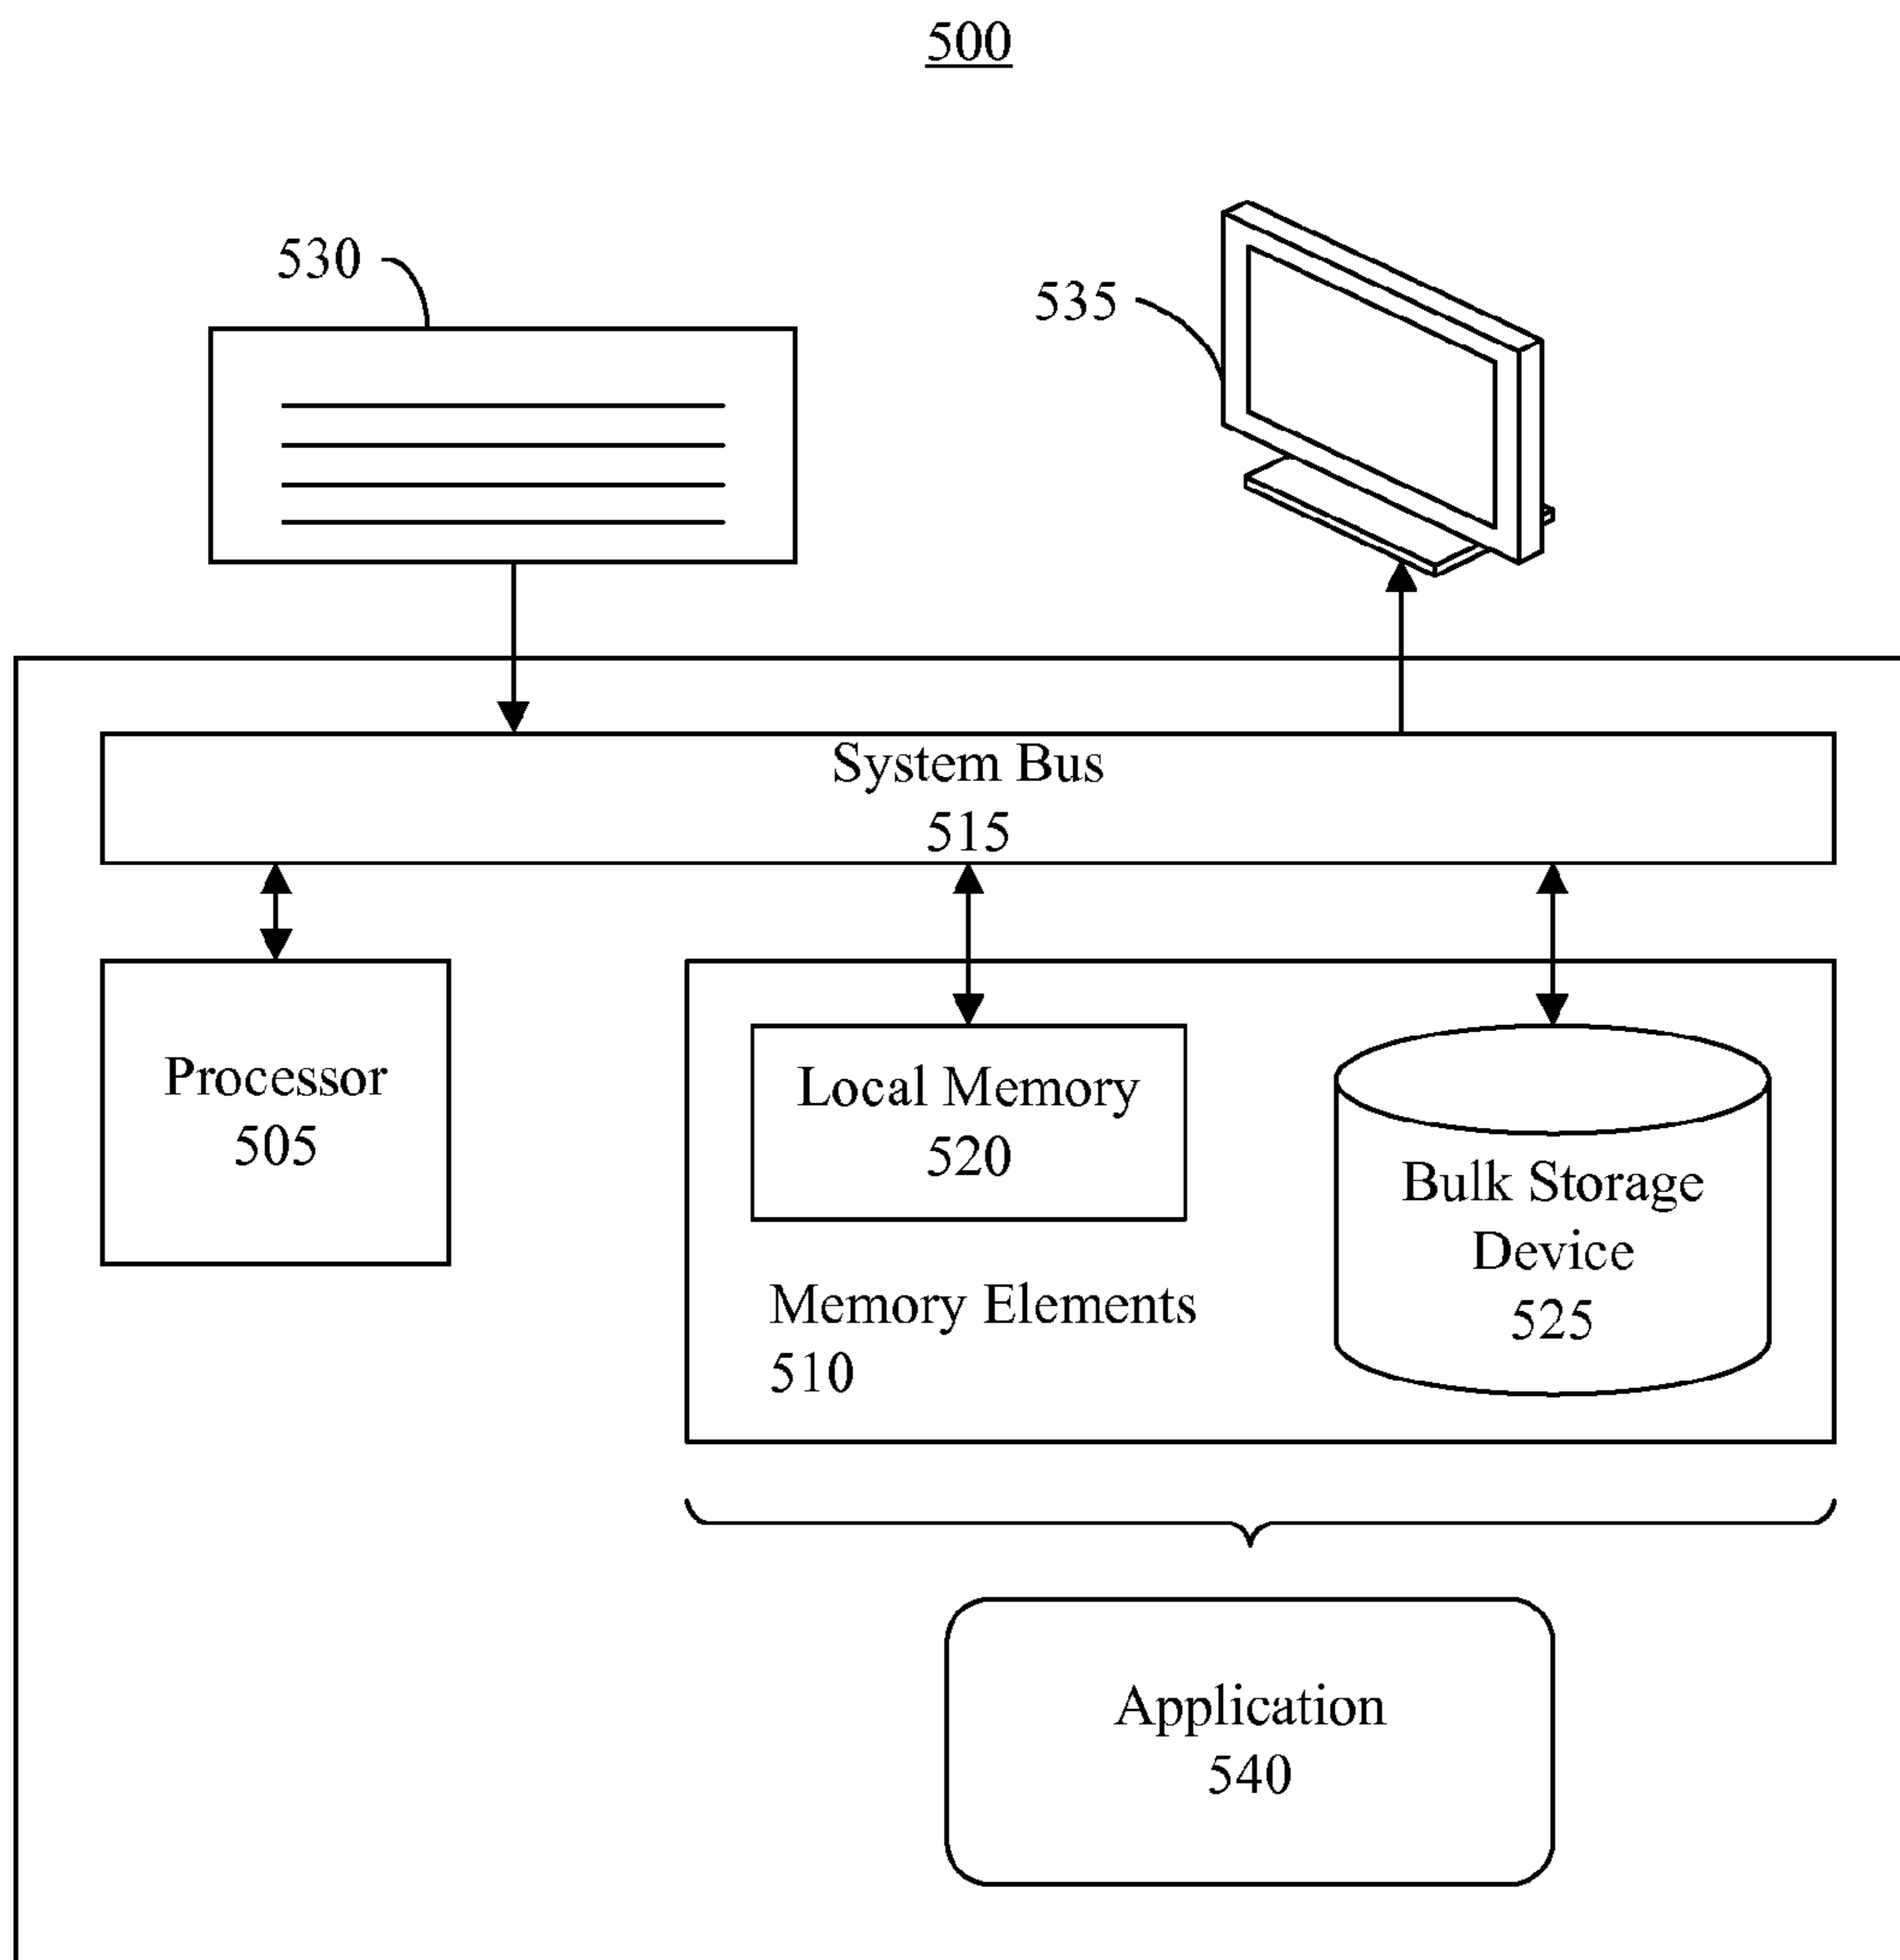 500
530
535
System Bus
515
Processor
505
Local Memory
520
Bulk Storage
Device
525
Memory Elements
510
Application
540